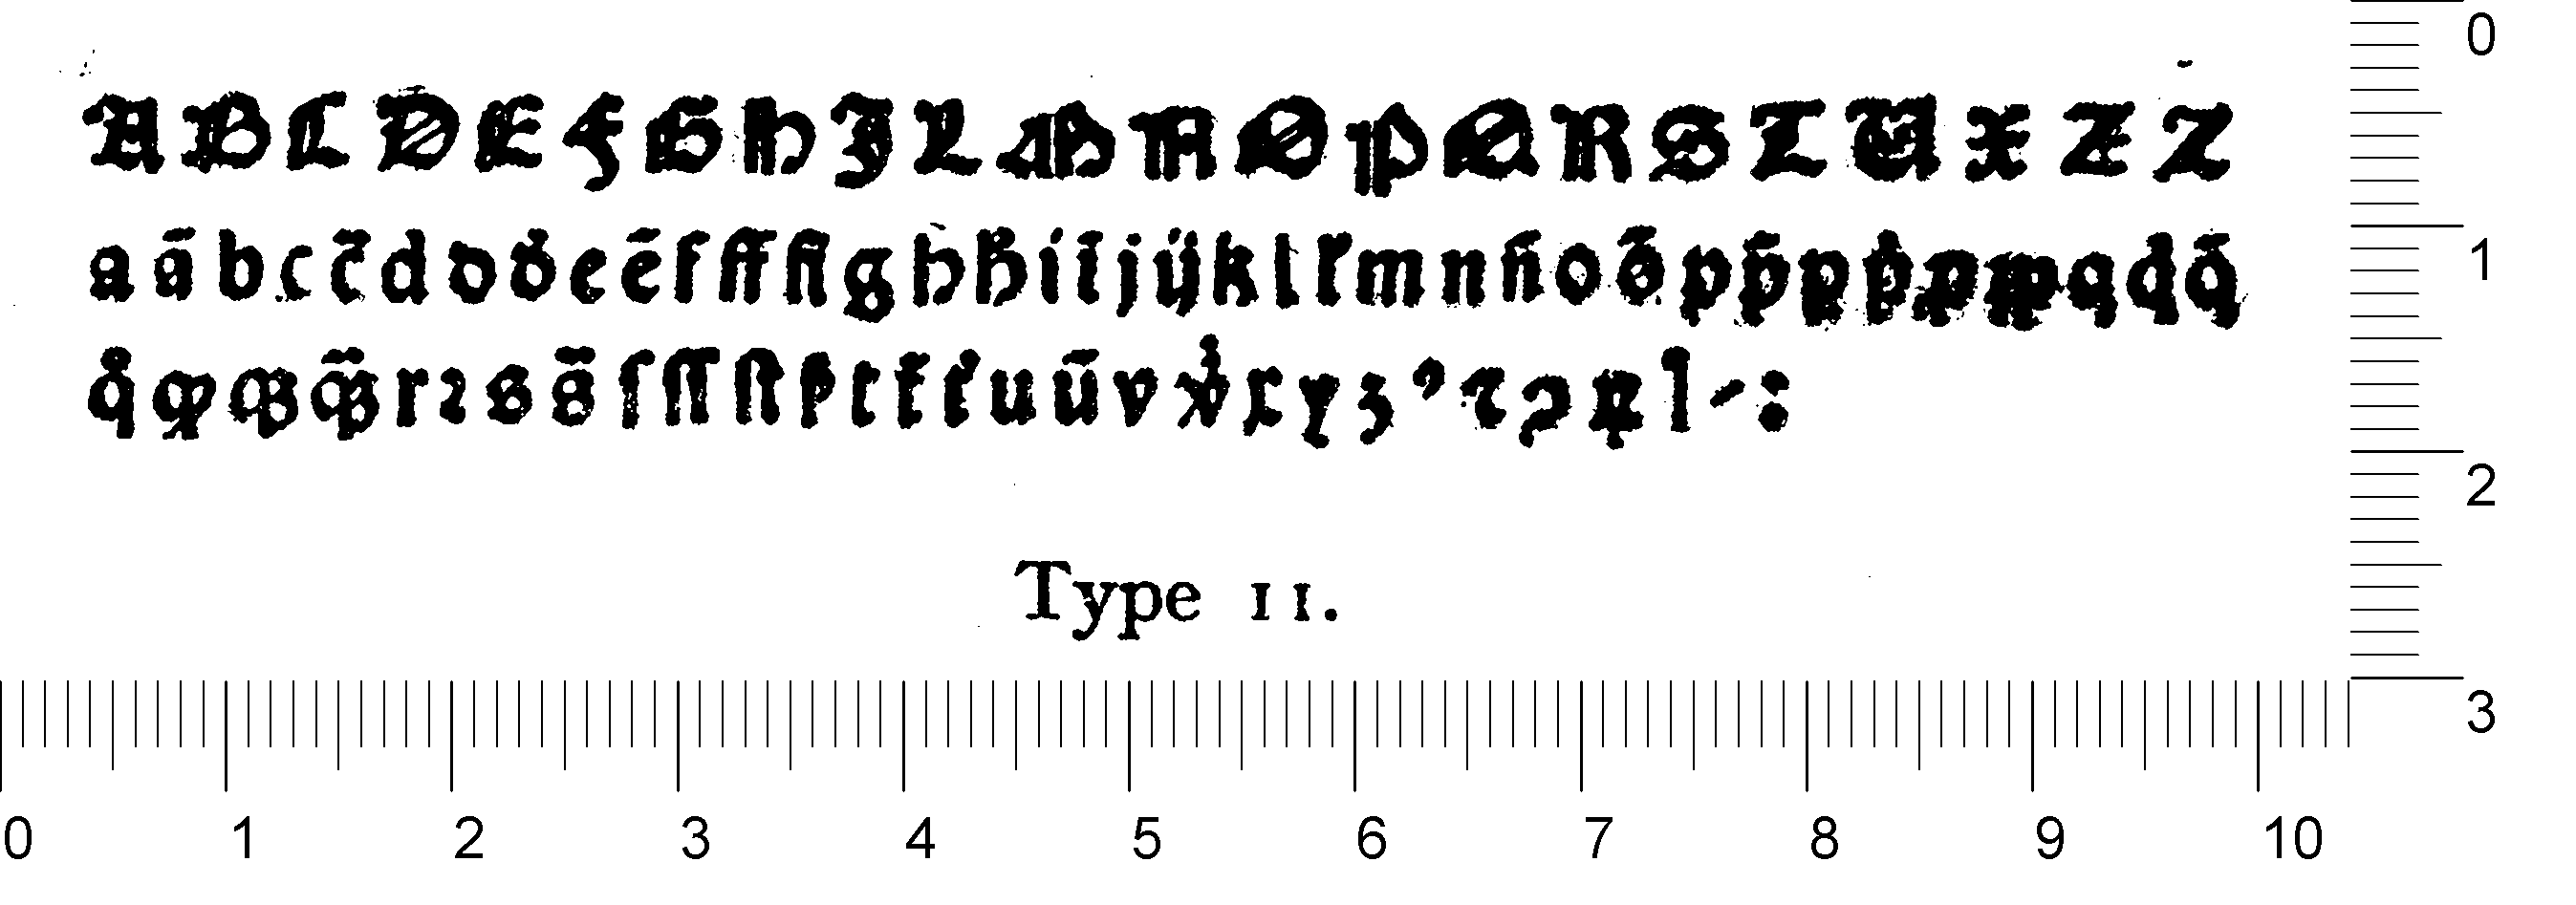 A B C D E F G H I L M N O P Q R S T U X Z Z
a ā b c c̄ d d ď e ē f ff fi g h ħ i ī j ij k l l̄ m n n̄ o ō p p̄ q q̄
r ꝛ s s̄ ſ ſſ ſt t t̄ u ū v x y z ꝰ ꝛ ꝝ l - :
Type 11.
0 1 2 3
0 1 2 3 4 5 6 7 8 9 10